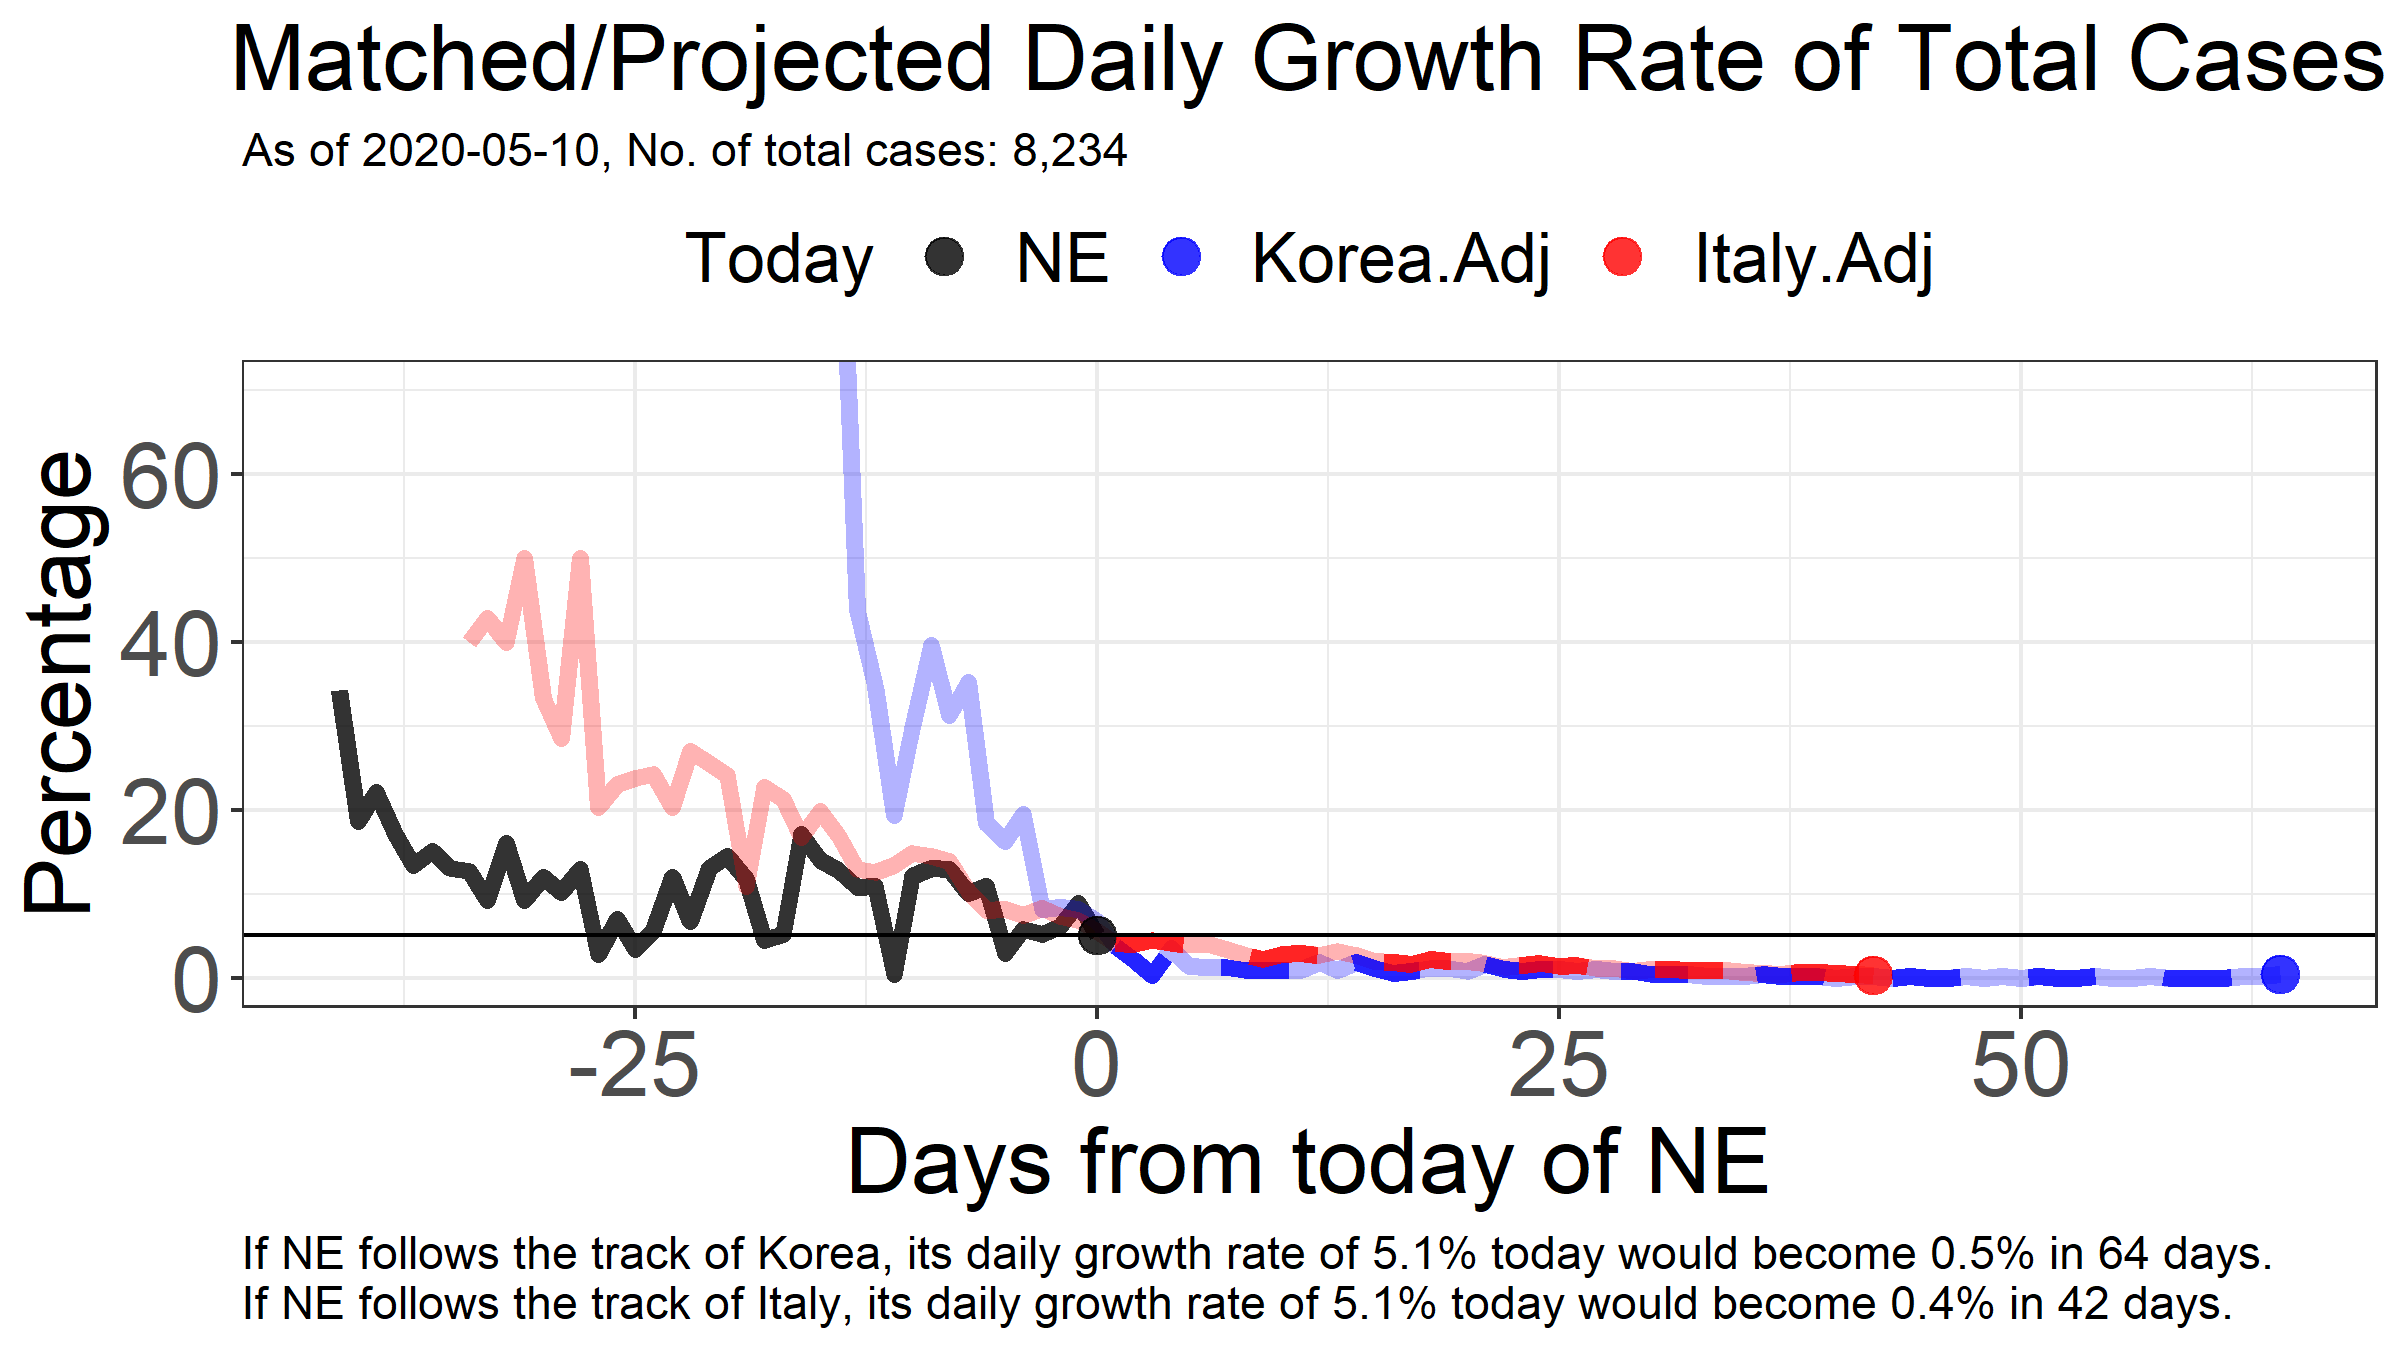 Matched/Projected Daily Growth Rate of Total Cases
As of 2020-05-10, No. of total cases: 8,234
Today NE Korea.Adj Italy.Adj
Percentage
60
40
20
0
-25 0 25 50
Days from today of NE
If NE follows the track of Korea, its daily growth rate of 5.1% today would become 0.5% in 64 days.
If NE follows the track of Italy, its daily growth rate of 5.1% today would become 0.4% in 42 days.